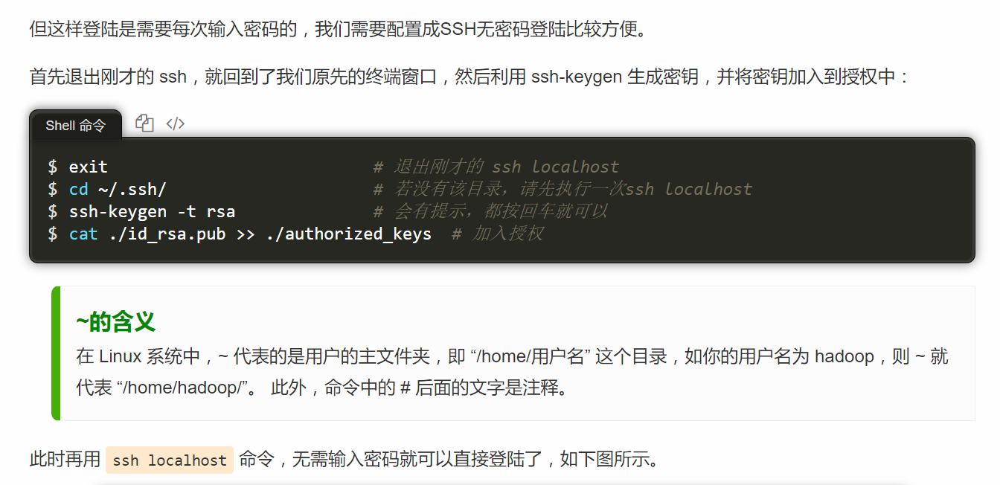 但这样登陆是需要每次输入密码的，我们需要配置成SSH无密码登陆比较方便。
首先退出刚才的 ssh，就回到了我们原先的终端窗口，然后利用 ssh-keygen 生成密钥，并将密钥加入到授权中：
Shell 命令
$ exit # 退出刚才的 ssh localhost
$ cd ~/.ssh/ # 若没有该目录，请先执行一次ssh localhost
$ ssh-keygen -t rsa # 会有提示，都按回车就可以
$ cat ./id_rsa.pub >> ./authorized_keys # 加入授权
~的含义
在 Linux 系统中，~ 代表的是用户的主文件夹，即 “/home/用户名” 这个目录，如你的用户名为 hadoop，则 ~ 就
代表 “/home/hadoop/”。 此外，命令中的 # 后面的文字是注释。
此时再用 ssh localhost 命令，无需输入密码就可以直接登陆了，如下图所示。